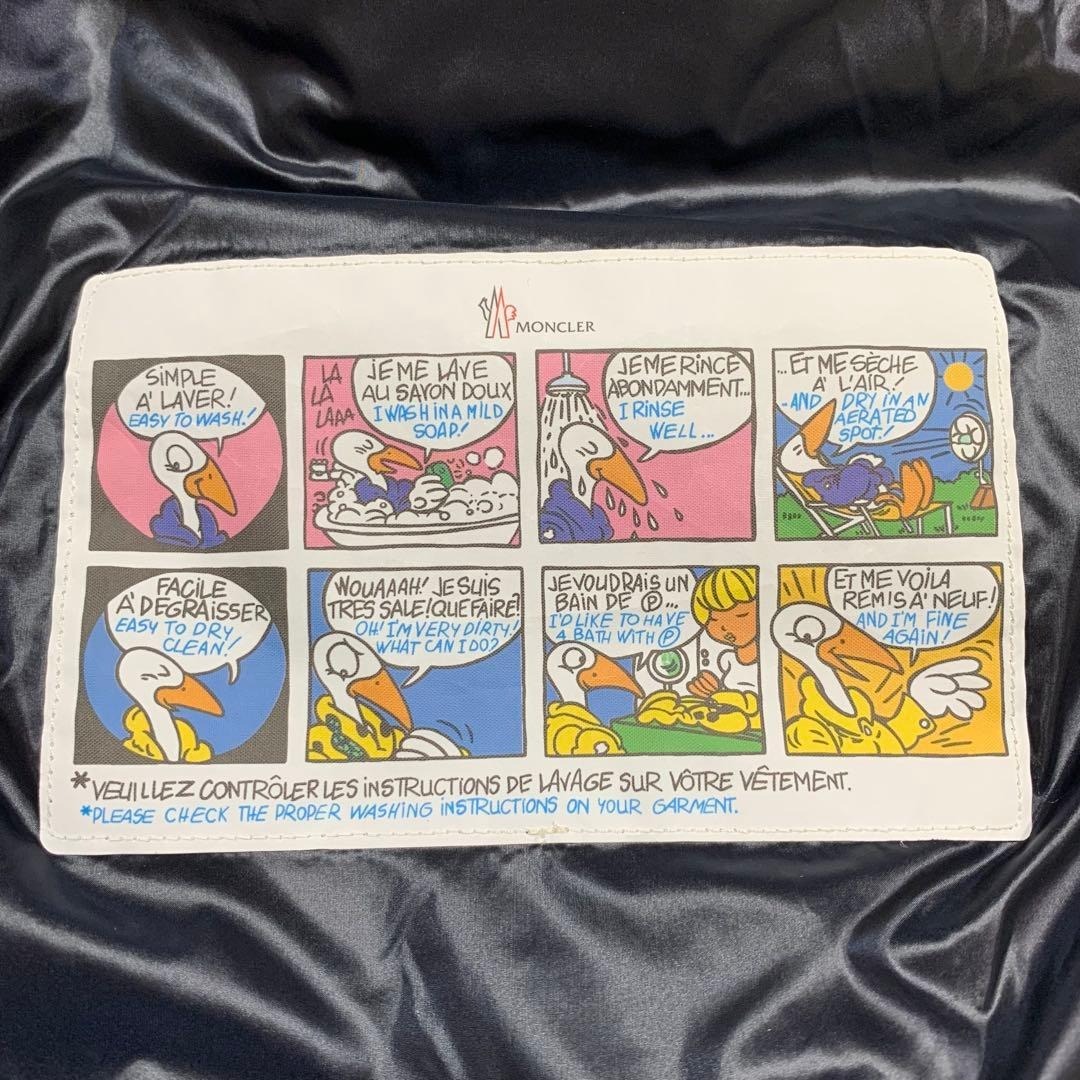 MONCLER
SIMPLE
A' LAVER!
EASY TO WASH!
LA
LA
LAAA
JE ME LAVE
AU SAVON DOUX
I WASH IN A MILD
SOAP!
JE ME RINCE
ABONDAMMENT...
I RINSE
WELL...
...ET ME SÈCHE
A' L'AIR!
..AND DRY IN AN
AERATED
SPOT!
FACILE
A' DEGRAISSER
EASY TO DRY
CLEAN!
WOUAAAH! JE SUIS
TRES SALE! QUE FAIRE?
OH! I'M VERY DIRTY!
WHAT CAN I DO?
JE VOUDRAIS UN
BAIN DE Ⓟ...
I'D LIKE TO HAVE
A BATH WITH Ⓟ
ET ME VOILA
REMIS A' NEUF!
AND I'M FINE
AGAIN!
*VEUILLEZ CONTRÔLER LES INSTRUCTIONS DE LAVAGE SUR VÔTRE VÊTEMENT.
*PLEASE CHECK THE PROPER WASHING INSTRUCTIONS ON YOUR GARMENT.